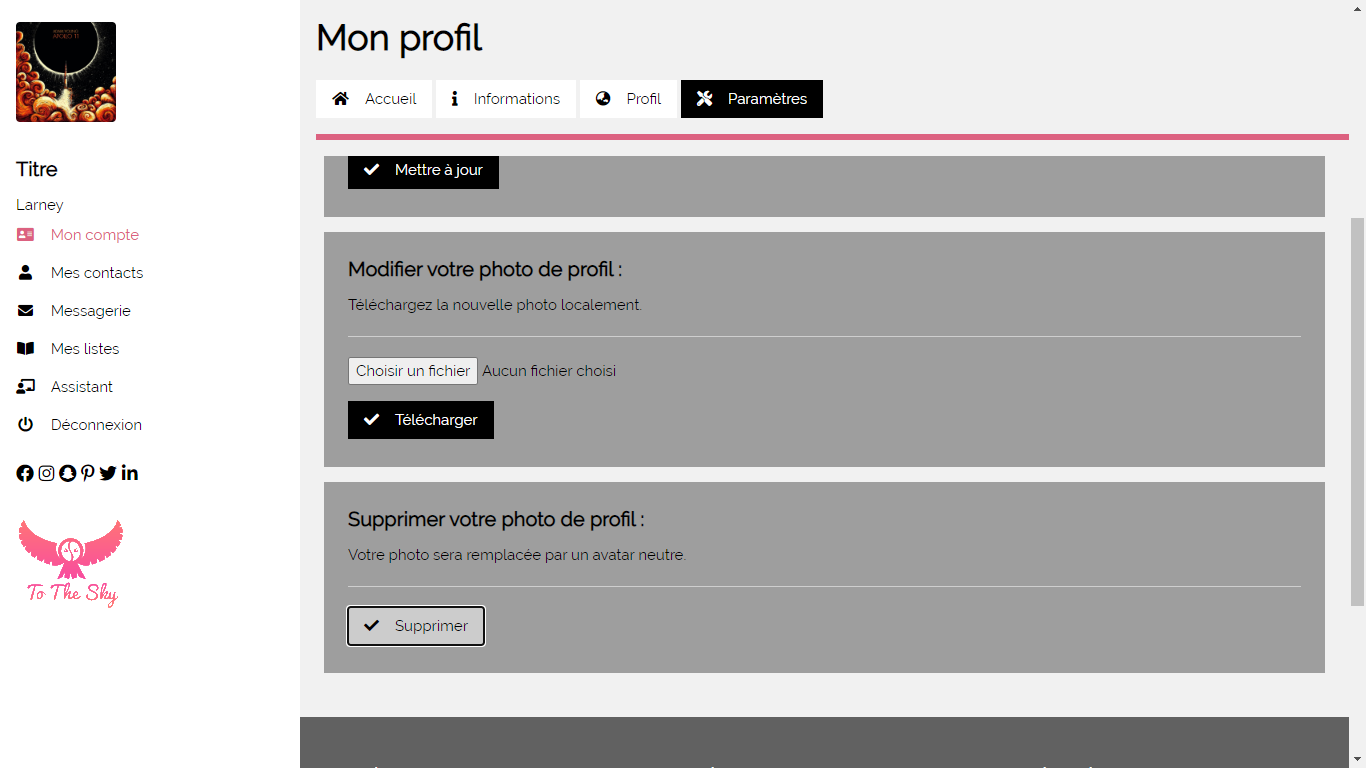 APOLLO 11
Mon profil
Accueil
Informations
Profil
Paramètres
Titre
Larney
Mon compte
Mes contacts
Messagerie
Mes listes
Assistant
Déconnexion
To The Sky
Mettre à jour
Modifier votre photo de profil :
Téléchargez la nouvelle photo localement.
Choisir un fichier Aucun fichier choisi
Télécharger
Supprimer votre photo de profil :
Votre photo sera remplacée par un avatar neutre.
Supprimer